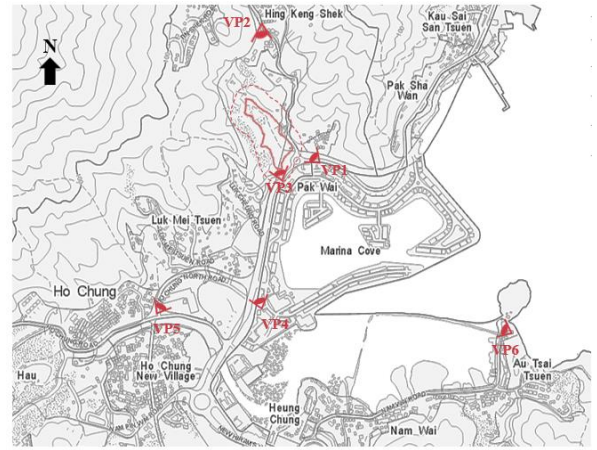 Hing Keng Shek
VP2
Kau Sai
San Tsuen
N
Pak Sha
Wan
VP1
VP3
Pak Wai
Luk Mei Tsuen
Marina Cove
Ho Chung
VP5
VP4
VP6
Ho Chung
New Village
Au Tsai
Tsuen
Hau
Heung
Chung
Nam Wai